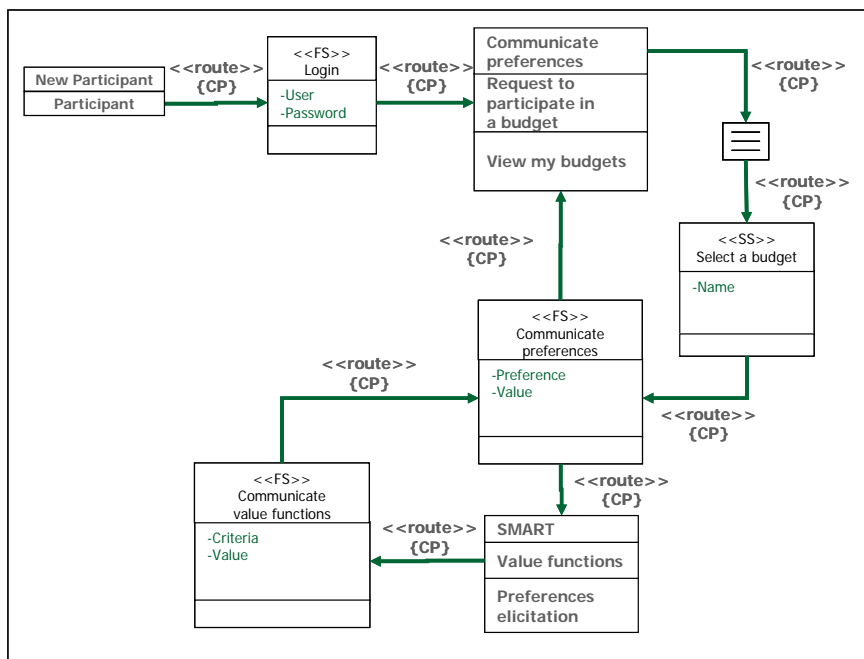 New Participant
Participant
<<route>>
{CP}
<<FS>>
Login
-User
-Password
<<route>>
{CP}
Communicate
preferences
Request to
participate in
a budget
View my budgets
<<route>>
{CP}
<<route>>
{CP}
<<SS>>
Select a budget
-Name
<<route>>
{CP}
<<route>>
{CP}
<<FS>>
Communicate
preferences
-Preference
-Value
<<route>>
{CP}
<<route>>
{CP}
SMART
Value functions
Preferences
elicitation
<<route>>
{CP}
<<FS>>
Communicate
value functions
-Criteria
-Value